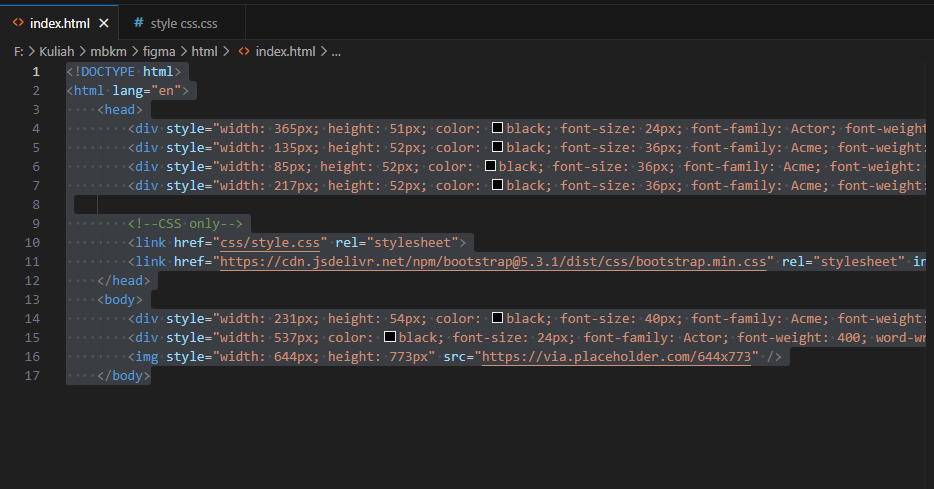 index.html
style css.css
F: > Kuliah > mbkm > figma > html > index.html > ...
1 <!DOCTYPE html>
2 <html lang="en">
3 <head>
4 <div style="width: 365px; height: 51px; color: black; font-size: 24px; font-family: Actor; font-weight
5 <div style="width: 135px; height: 52px; color: black; font-size: 36px; font-family: Acme; font-weight:
6 <div style="width: 85px; height: 52px; color: black; font-size: 36px; font-family: Acme; font-weight:
7 <div style="width: 217px; height: 52px; color: black; font-size: 36px; font-family: Acme; font-weight:
8
9 <!--CSS only-->
10 <link href="css/style.css" rel="stylesheet">
11 <link href="https://cdn.jsdelivr.net/npm/bootstrap@5.3.1/dist/css/bootstrap.min.css" rel="stylesheet" in
12 </head>
13 <body>
14 <div style="width: 231px; height: 54px; color: black; font-size: 40px; font-family: Acme; font-weight:
15 <div style="width: 537px; color: black; font-size: 24px; font-family: Actor; font-weight: 400; word-wr
16 <img style="width: 644px; height: 773px" src="https://via.placeholder.com/644x773" />
17 </body>